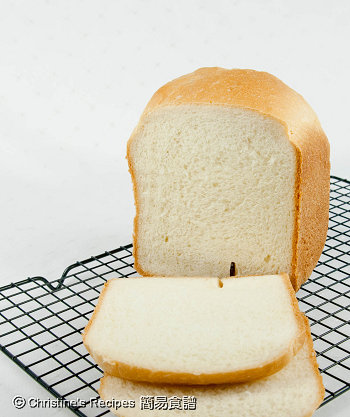 © Christine's Recipes 簡易食譜